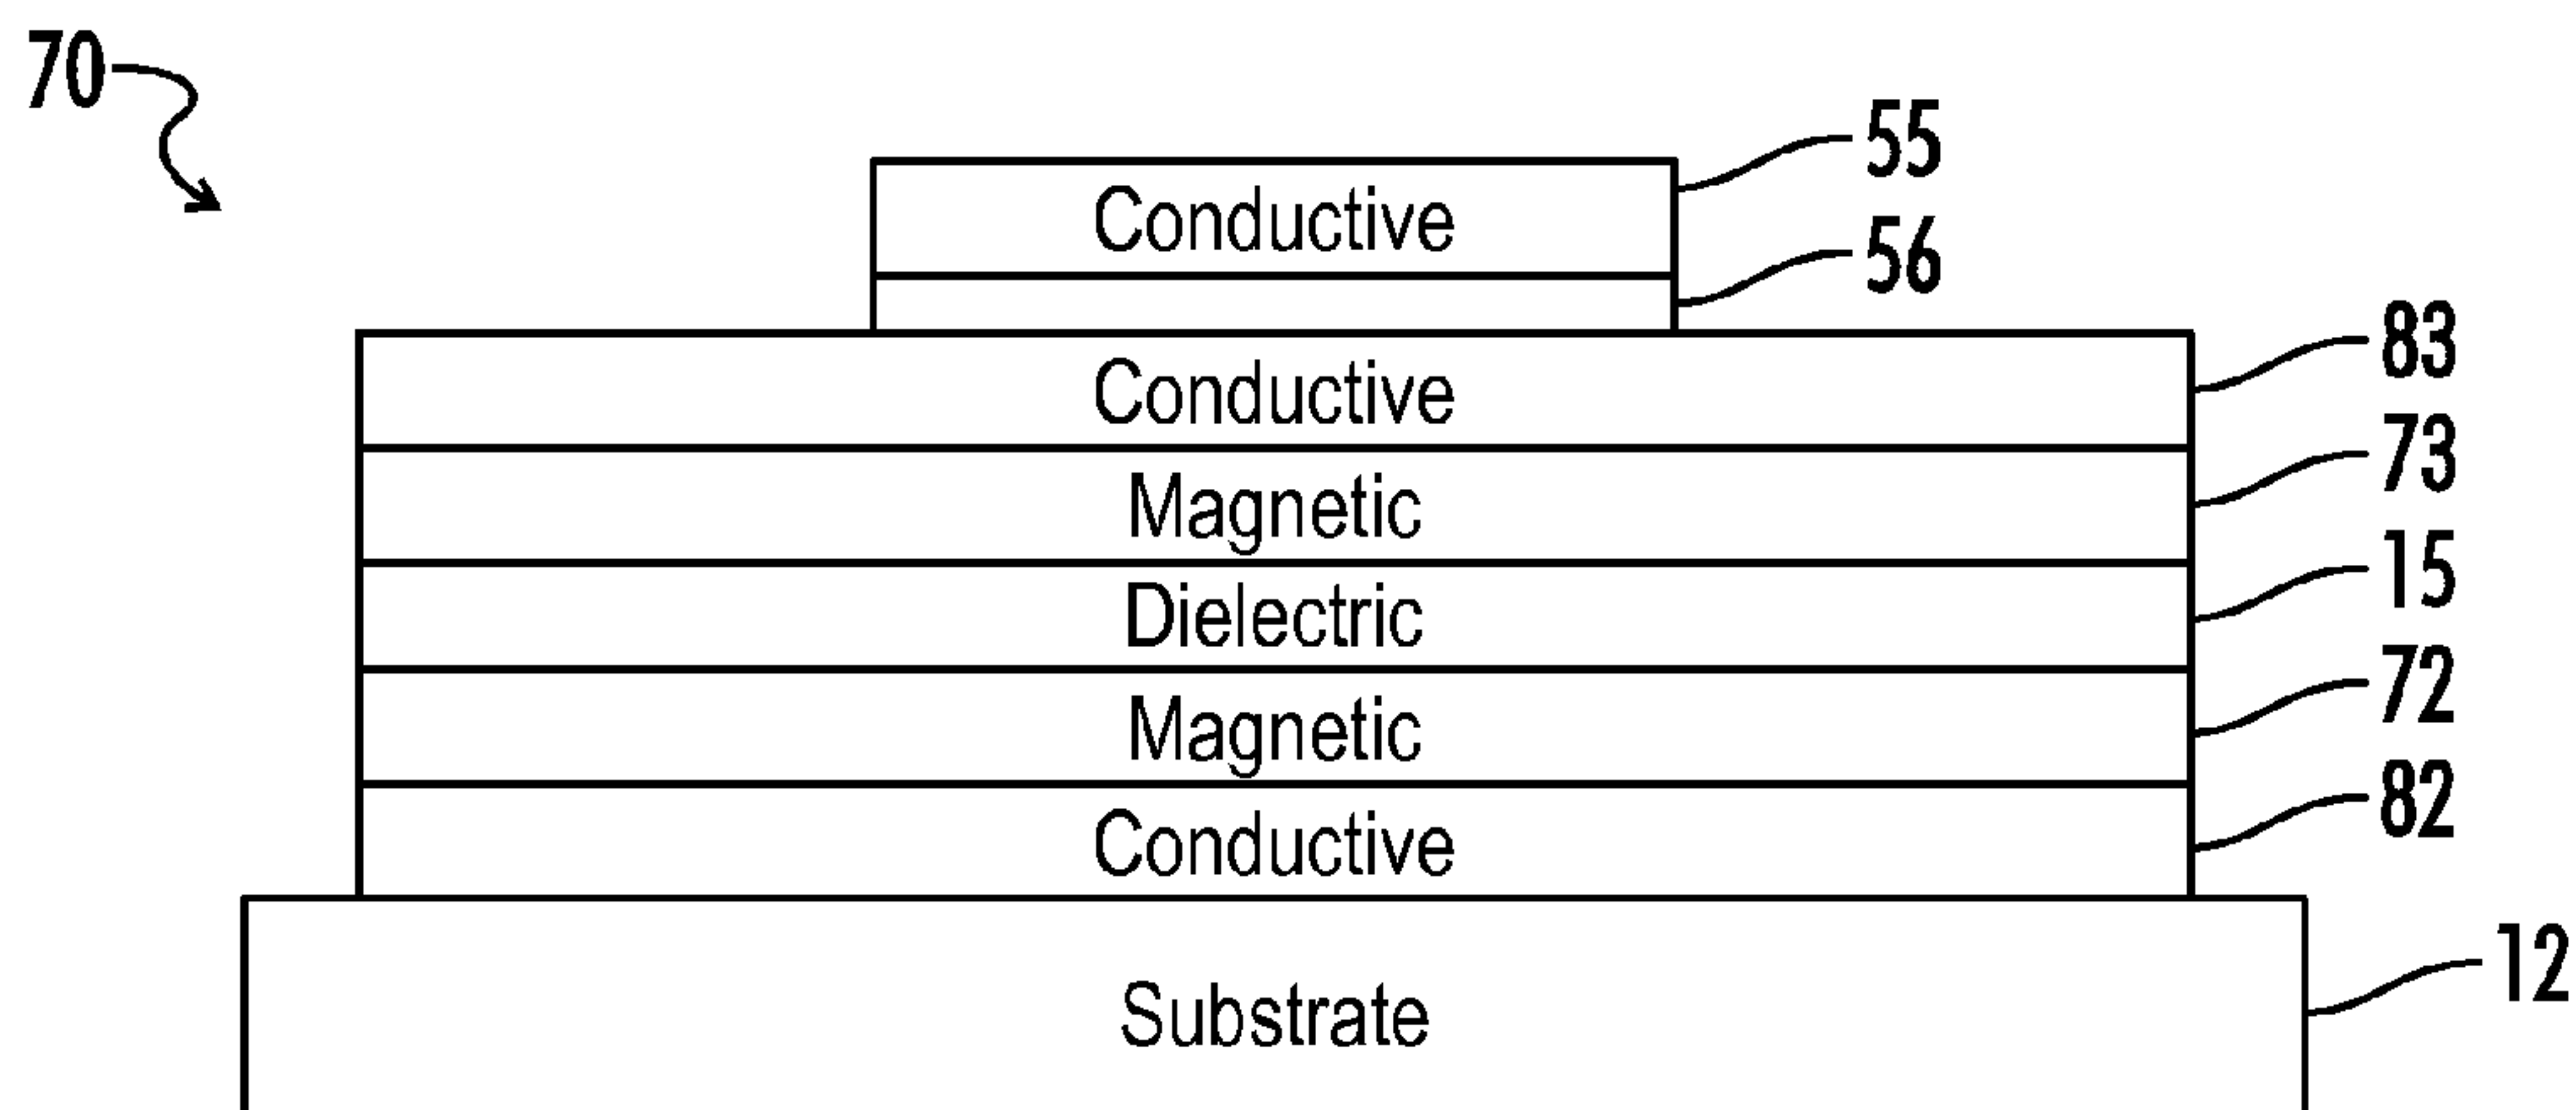 70
55
Conductive
56
83
Conductive
73
Magnetic
15
Dielectric
72
Magnetic
82
Conductive
12
Substrate